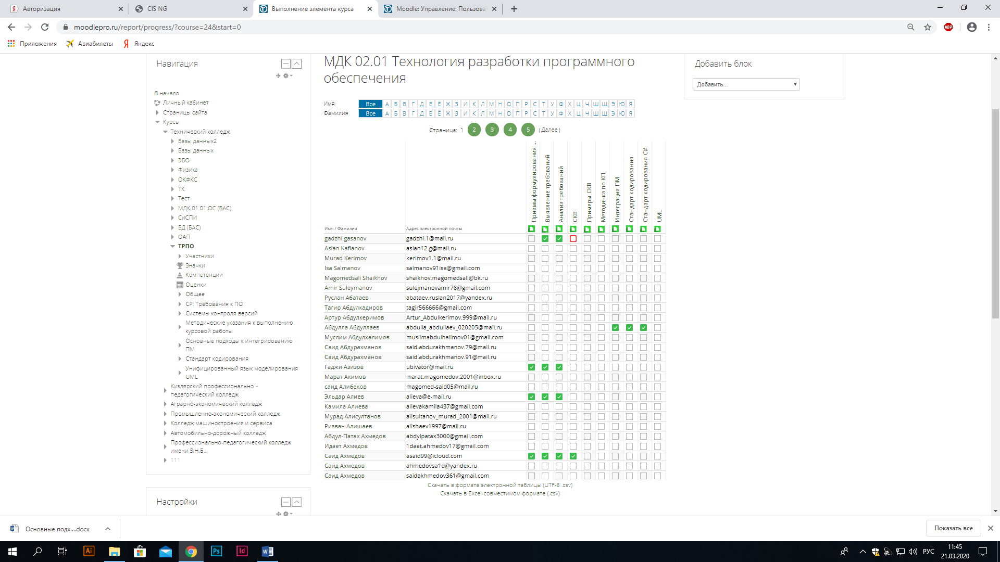 Авторизация
CIS NG
Выполнение элемента курса
Moodle: Управление: Пользова
moodlepro.ru/report/progress/?course=24&start=0
ABP
Приложения
Авиабилеты
Яндекс
Навигация
В начало
Личный кабинет
Страницы сайта
Курсы
Технический колледж
Базы данных2
Базы данных
ЭБО
Физика
ОКФКС
ТК
Тест
МДК 01.01.ОС (БАС)
СиСПИ
БД (БАС)
ОАП
ТРПО
Участники
Значки
Компетенции
Оценки
Общее
СР: Требования к ПО
Системы контроля версий
Методические указания к выполнению
курсовой работы
Основные подходы к интегрированию
ПМ
Стандарт кодирования
Унифицированный язык моделирования
UML
Кизлярский профессионально –
педагогический колледж
Аграрно-экономический колледж
Промышленно-экономический колледж
Колледж машиностроения и сервиса
Автомобильно-дорожный колледж
Профессионально-педагогический колледж
имени З.Н.Б...
111
Настройки
МДК 02.01 Технология разработки программного
обеспечения
Имя Все А Б В Г Д Е Ё Ж З И К Л М Н О П Р С Т У Ф Х Ц Ч Ш Щ Э Ю Я
Фамилия Все А Б В Г Д Е Ё Ж З И К Л М Н О П Р С Т У Ф Х Ц Ч Ш Щ Э Ю Я
Страница: 1 2 3 4 5 (Далее)
Приемы формулирования ...
Выявление требований
Анализ требований
СКВ
Примеры СКВ
Методичка по КП
Интеграция ПМ
Стандарт кодирования
Стандарт кодирования C#
UML
Имя / Фамилия Адрес электронной почты
gadzhi gasanov gadzhi.1@mail.ru
Aslan Kaflanov aslan12.g@mail.ru
Murad Kerimov kerimov1.1@mail.ru
Isa Salmanov salmanov91isa@gmail.com
Magomedsali Shaikhov shaikhov.magomedsali@bk.ru
Amir Suleymanov sulejmanovamir78@gmail.com
Руслан Абатаев abataev.ruslan2017@yandex.ru
Тагир Абдулкадиров tagir566666@gmail.com
Артур Абдулкеримов Artur_Abdulkerimov.999@mail.ru
Абдулла Абдуллаев abdulla_abdullaev_020205@mail.ru
Муслим Абдулхалимов muslimabdulhalimov01@gmail.com
Саид Абдурахманов said.abdurakhmanov.79@mail.ru
Саид Абдурахманов said.abdurakhmanov.91@mail.ru
Гаджи Азизов ubivator@mail.ru
Марат Акимов marat.magomedov.2001@inbox.ru
саид Алибеков magomed-said05@mail.ru
Эльдар Алиев alieva@e-mail.ru
Камила Алиева alievakamila437@gmail.com
Мурад Алисултанов alisultanov_murad_2001@mail.ru
Ризван Алишаев alishaev1997@mail.ru
Абдул-Патах Ахмедов abdylpatax3000@gmail.com
Идает Ахмедов 1daet.ahmedov17@gmail.com
Саид Ахмедов asaid99@icloud.com
Саид Ахмедов ahmedovsa1d@yandex.ru
Саид Ахмедов saidakhmedov361@gmail.com
Скачать в формате электронной таблицы (UTF-8 .csv)
Скачать в Excel-совместимом формате (.csv)
Добавить блок
Добавить...
Основные подх....docx
Показать все
Ai
Ps
Id
РУС
11:45
21.03.2020